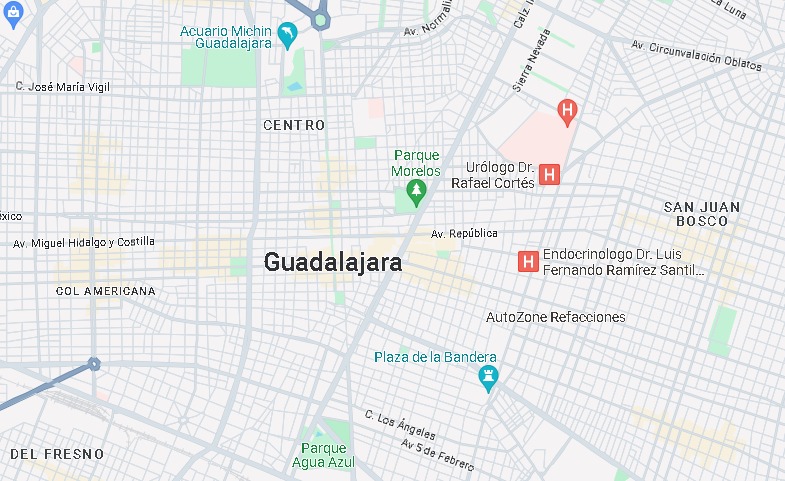 La Luna
Av. Normalis
Calz. In
Acuario Michin
Guadalajara
Sierra Nevada
Av. Circunvalación Oblatos
C. José María Vigil
CENTRO
H
Parque
Morelos
Urólogo Dr.
Rafael Cortés
H
SAN JUAN
BOSCO
éxico
Av. Miguel Hidalgo y Costilla
Av. República
Guadalajara
H
Endocrinologo Dr. Luis
Fernando Ramírez Santil...
COL AMERICANA
AutoZone Refacciones
Plaza de la Bandera
C. Los Ángeles
Av 5 de Febrero
Parque
Agua Azul
DEL FRESNO